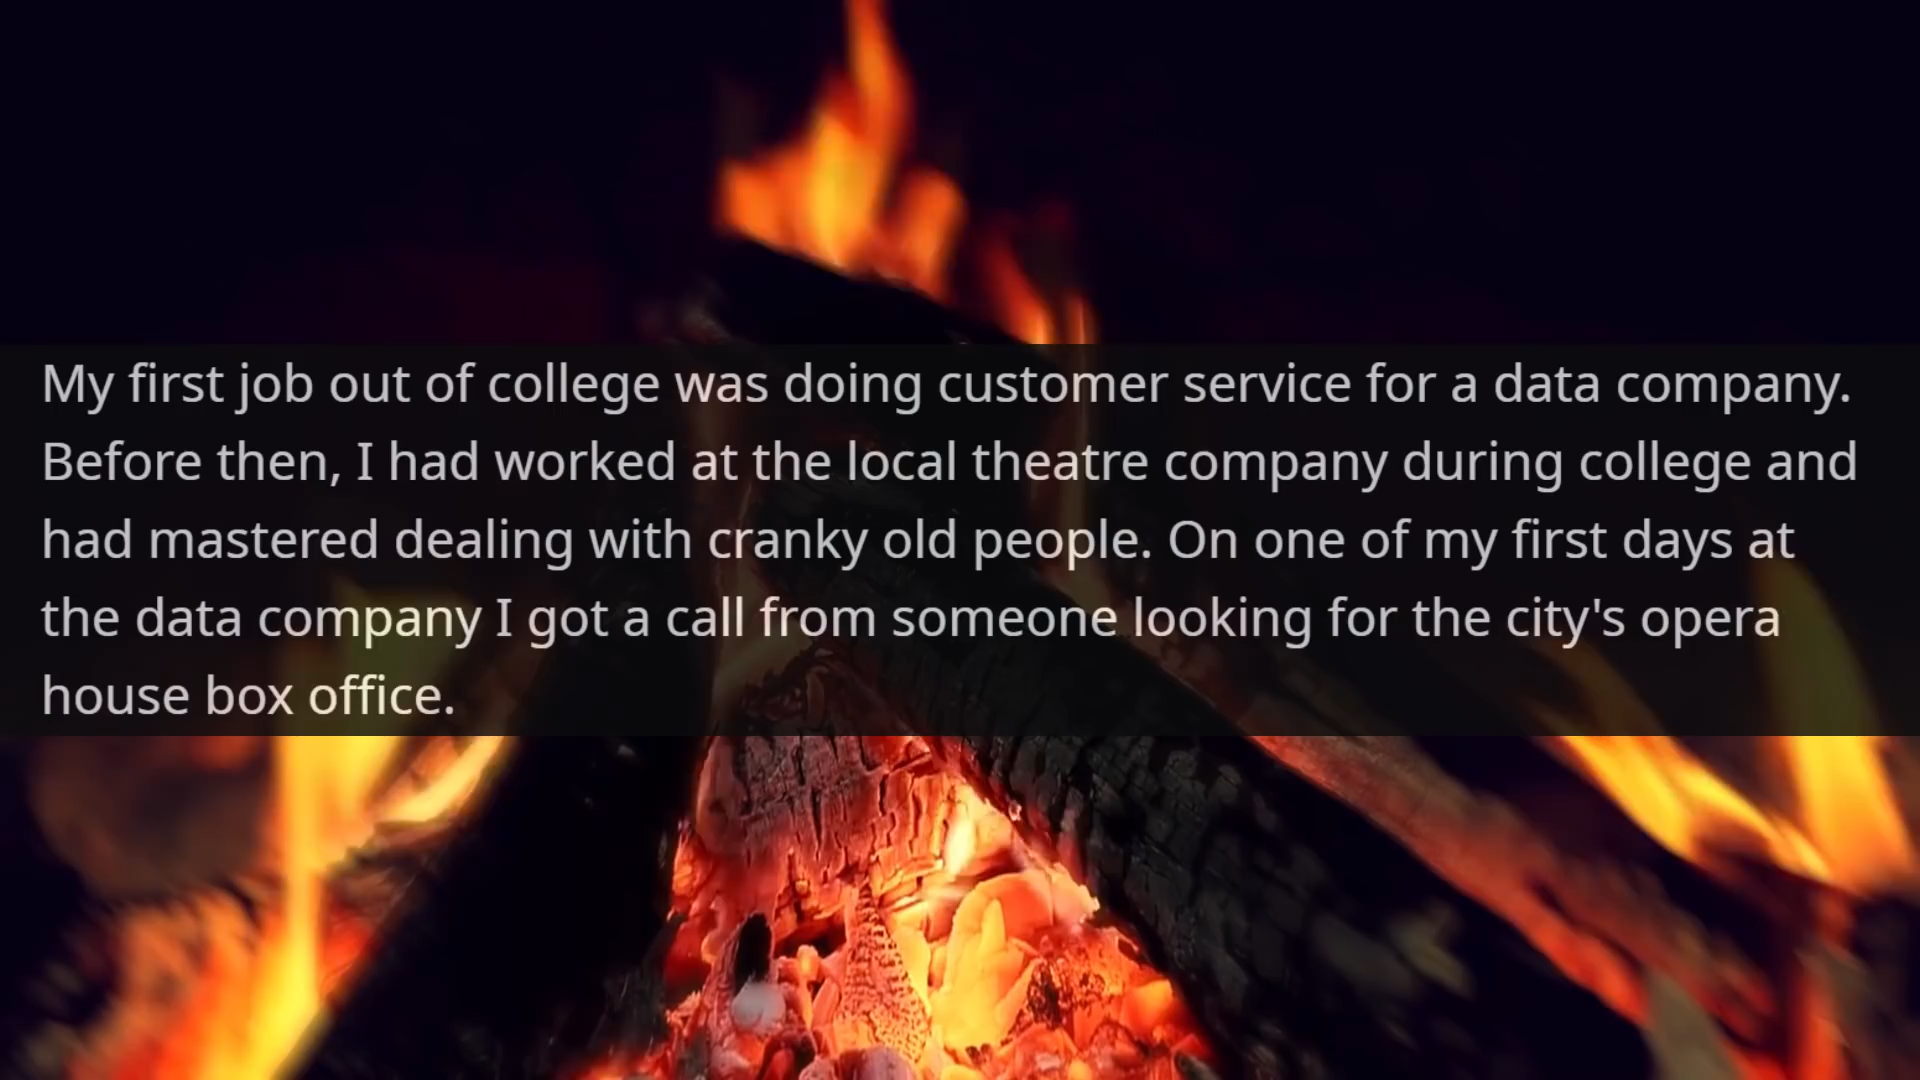 My first job out of college was doing customer service for a data company.
Before then, I had worked at the local theatre company during college and
had mastered dealing with cranky old people. On one of my first days at
the data company I got a call from someone looking for the city's opera
house box office.